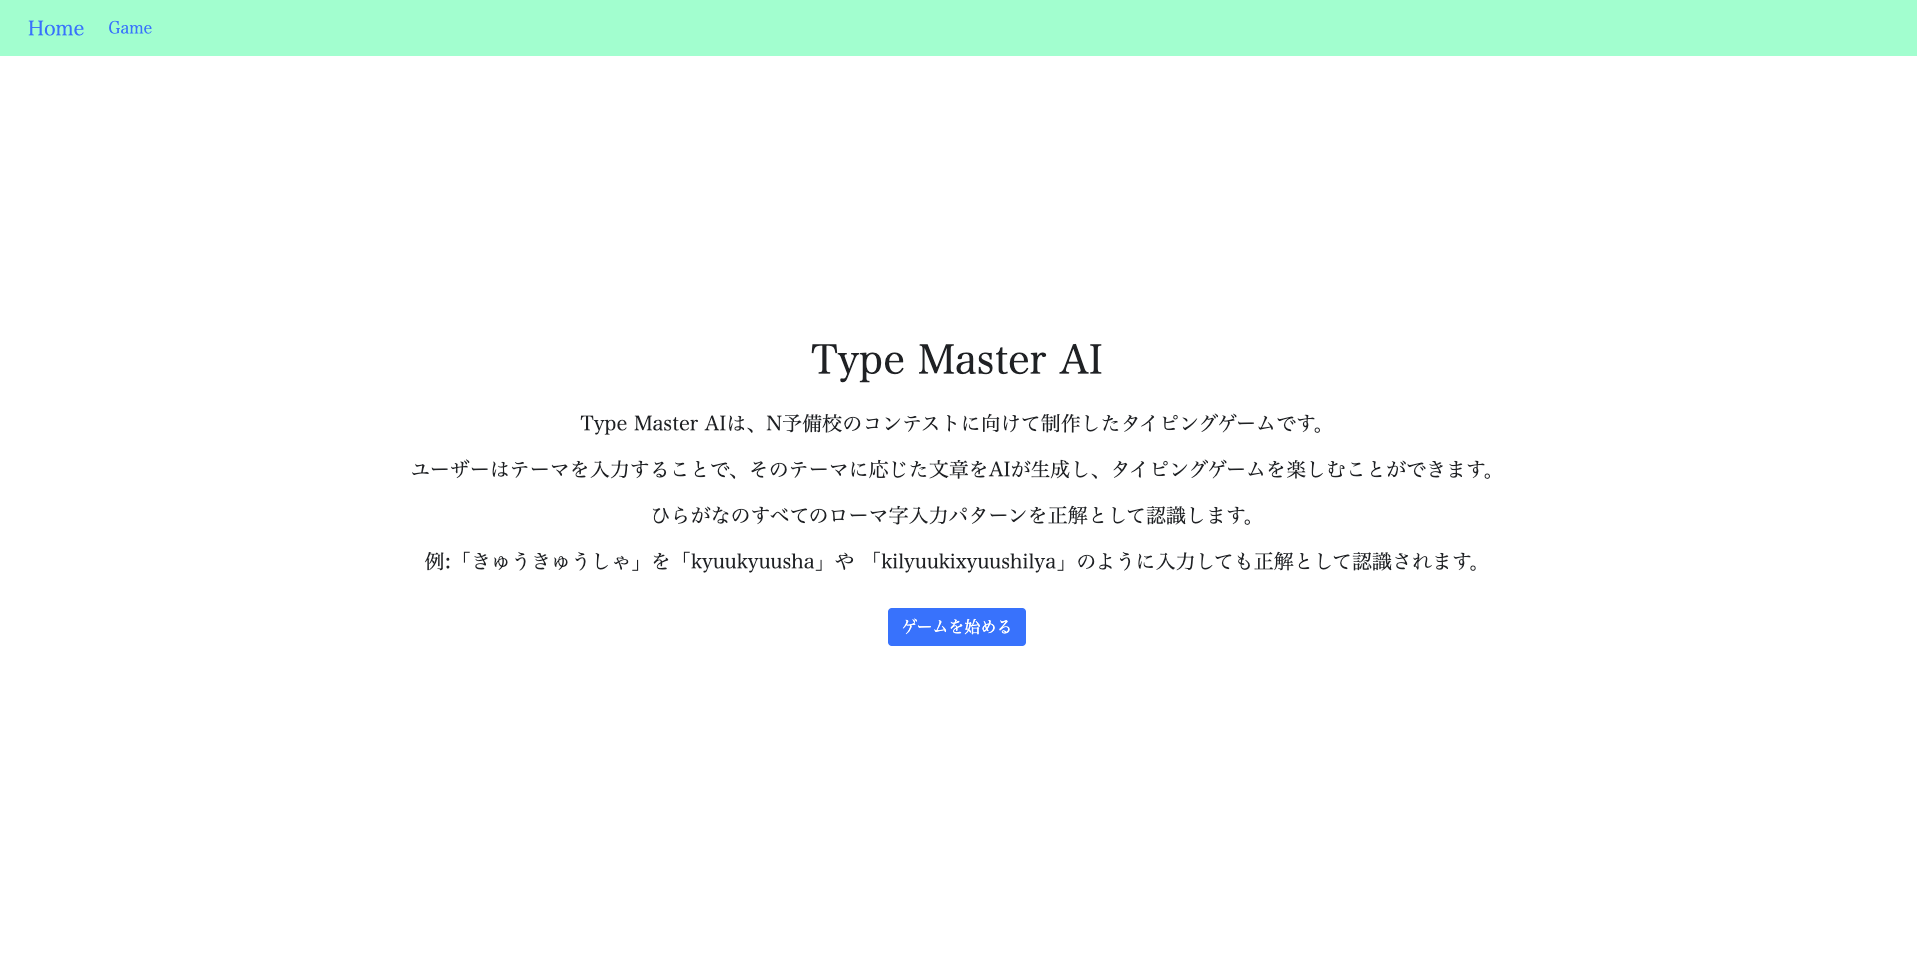 Home Game
Type Master AI
Type Master AIは、N予備校のコンテストに向けて制作したタイピングゲームです。
ユーザーはテーマを入力することで、そのテーマに応じた文章をAIが生成し、タイピングゲームを楽しむことができます。
ひらがなのすべてのローマ字入力パターンを正解として認識します。
例:「きゅうきゅうしゃ」を「kyuukyuusha」や 「kilyuukixyuushilya」のように入力しても正解として認識されます。
ゲームを始める